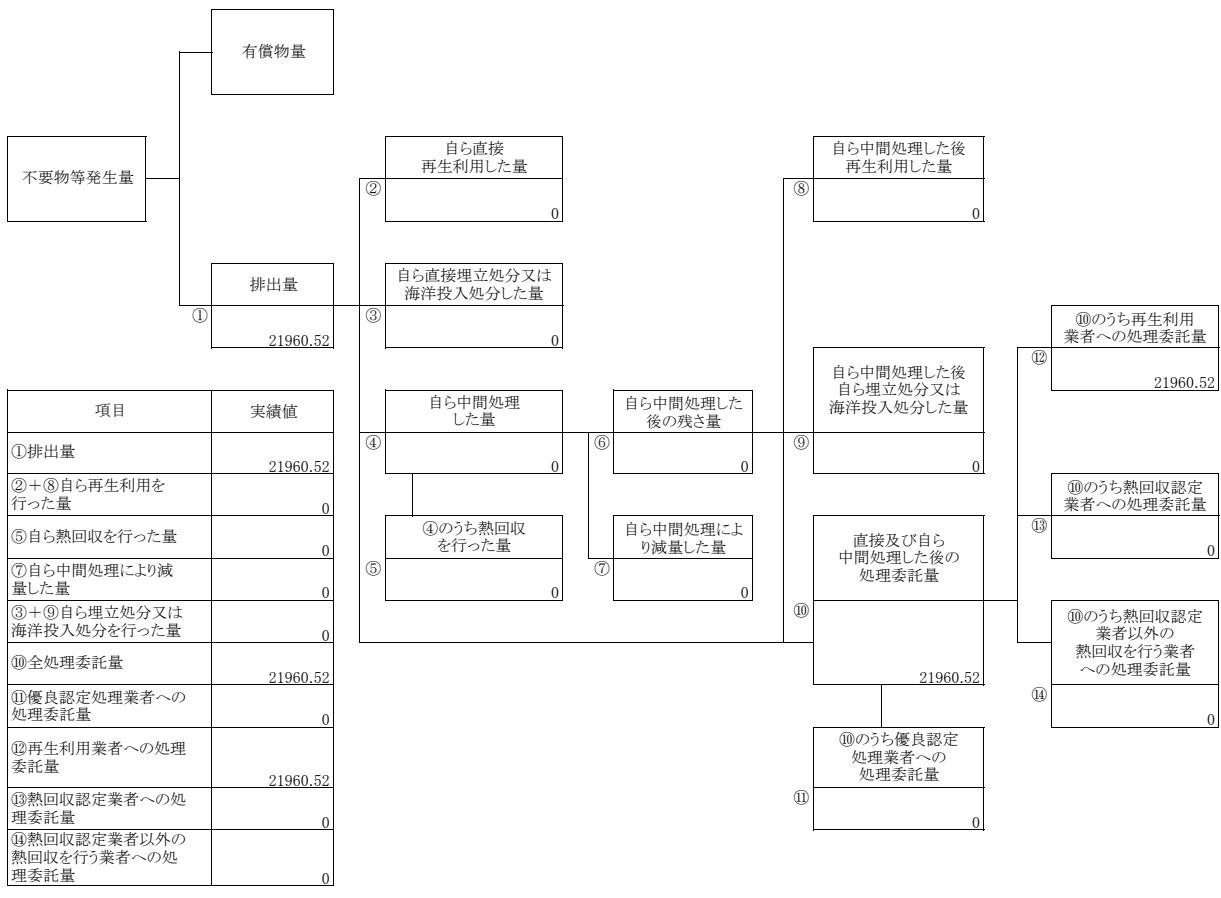 有償物量
不要物等発生量
排出量
①
21960.52
自ら直接
再生利用した量
②
0
自ら直接埋立処分又は
海洋投入処分した量
③
0
自ら中間処理
した量
④
0
④のうち熱回収
を行った量
⑤
0
自ら中間処理した
後の残さ量
⑥
0
自ら中間処理によ
り減量した量
⑦
0
自ら中間処理した後
再生利用した量
⑧
0
自ら中間処理した後
自ら埋立処分又は
海洋投入処分した量
⑨
0
直接及び自ら
中間処理した後の
処理委託量
⑩
21960.52
⑩のうち優良認定
処理業者への
処理委託量
⑪
0
⑩のうち再生利用
業者への処理委託量
⑫
21960.52
⑩のうち熱回収認定
業者への処理委託量
⑬
0
⑩のうち熱回収認定
業者以外の
熱回収を行う業者
への処理委託量
⑭
0
項目 実績値
①排出量
21960.52
②＋⑧自ら再生利用を
行った量
0
⑤自ら熱回収を行った量
0
⑦自ら中間処理により減
量した量
0
③＋⑨自ら埋立処分又は
海洋投入処分を行った量
0
⑩全処理委託量
21960.52
⑪優良認定処理業者への
処理委託量
0
⑫再生利用業者への処理
委託量
21960.52
⑬熱回収認定業者への処
理委託量
0
⑭熱回収認定業者以外の
熱回収を行う業者への処
理委託量
0